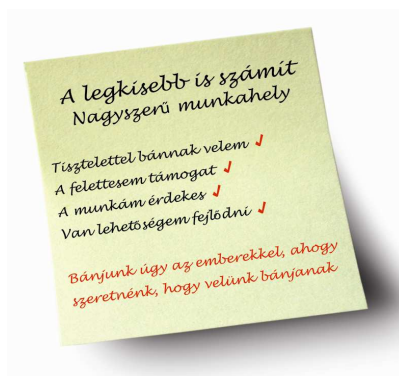 A legkisebb is számít
Nagyszerű munkahely
Tisztelettel bánnak velem ✓
A felettesem támogat ✓
A munkám érdekes ✓
Van lehetőségem fejlődni ✓
Bánjunk úgy az emberekkel, ahogy
szeretnénk, hogy velünk bánjanak